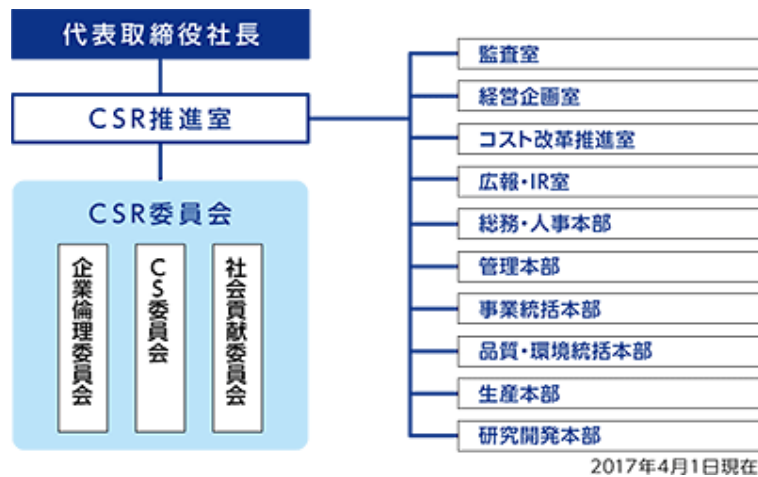 代表取締役社長
CSR推進室
CSR委員会
企業倫理委員会
CS委員会
社会貢献委員会
監査室
経営企画室
コスト改革推進室
広報・IR室
総務・人事本部
管理本部
事業統括本部
品質・環境統括本部
生産本部
研究開発本部
2017年4月1日現在